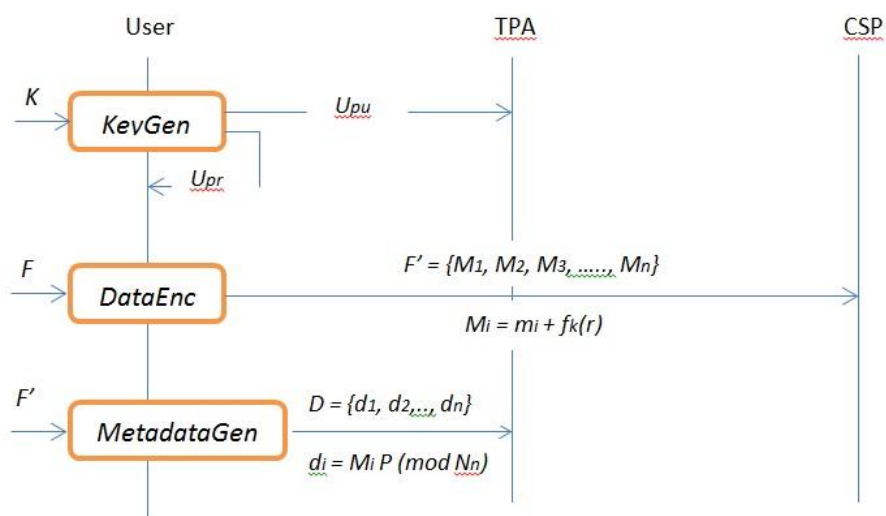 User TPA CSP
K
KevGen
Upu
Upr
F
DataEnc
F' = {M1, M2, M3, ....., Mn}
Mi = mi + fk(r)
F'
MetadataGen
D = {d1, d2,.., dn}
di = Mi P (mod Nn)